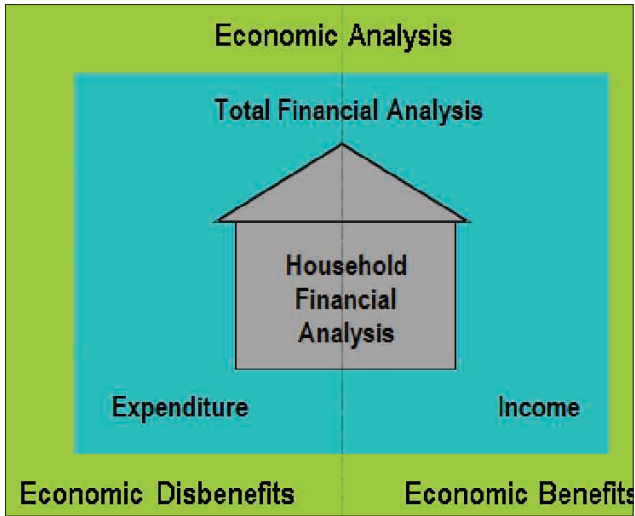 Economic Analysis
Total Financial Analysis
Household
Financial
Analysis
Expenditure
Income
Economic Disbenefits
Economic Benefits